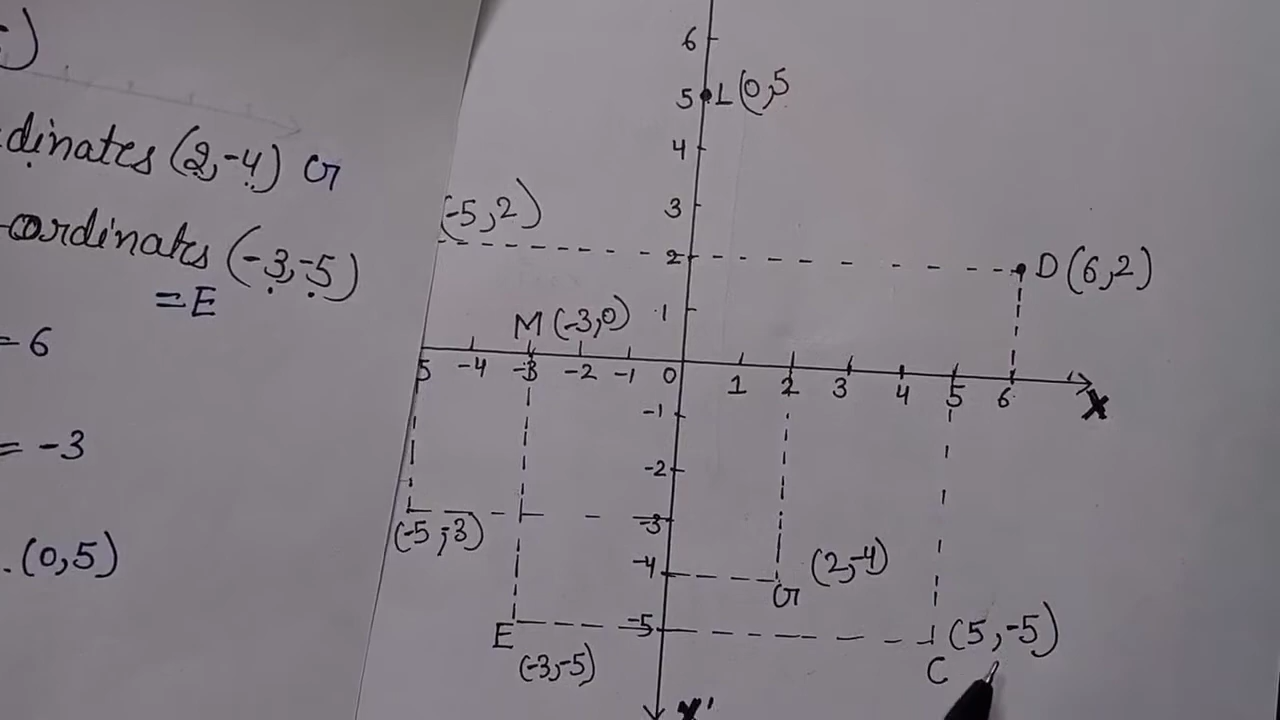 dinates (2,-4) G
ordinates (-3,-5)
=E
= 6
= -3
. (0,5)
6
5 L(0,5
4
3
(-5,2)
2
D(6,2)
1
M(-3,0)
5 -4 -3 -2 -1 0 1 2 3 4 5 6
X
-1
-2
-3
(-5,-3)
-4
G (2,-4)
-5
E
(-3,-5)
(5,-5)
C
X'